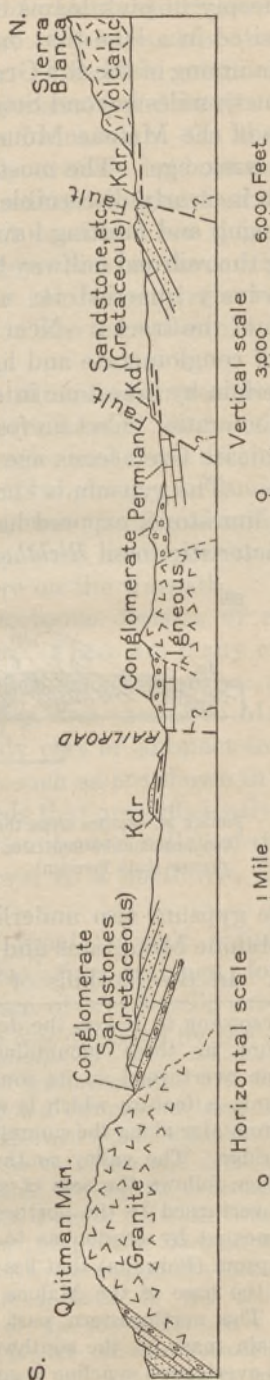 S.
N.
Quitman Mtn.
Granite
Conglomerate
Sandstones
(Cretaceous)
Kdr
RAILROAD
?
Conglomerate
Igneous
Permian
Fault
Kdr
?
Sandstone, etc.
(Cretaceous)
Fault
Kdr
?
Sierra
Blanca
Volcanic
Horizontal scale
0 1 Mile
Vertical scale
0 3,000 6,000 Feet